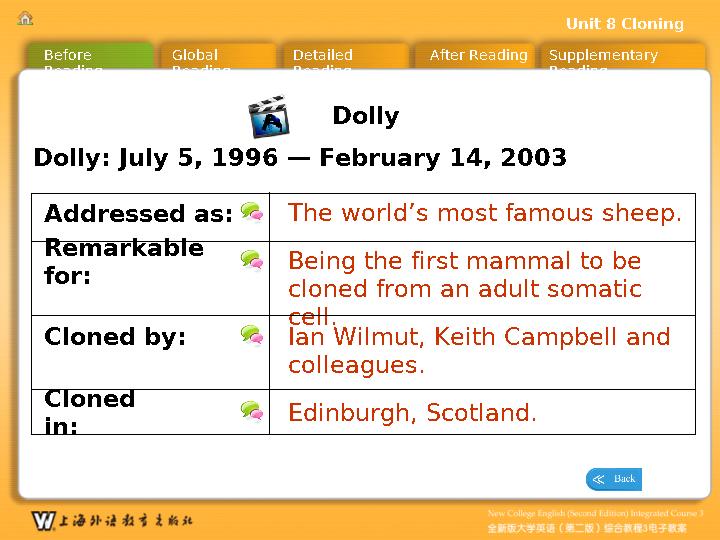 Unit 8 Cloning
Before Global Detailed After Reading Supplementary
Reading Reading Reading Reading
Dolly
Dolly: July 5, 1996 — February 14, 2003
Addressed as:
The world’s most famous sheep.
Remarkable
for:
Being the first mammal to be
cloned from an adult somatic
cell.
Cloned by:
Ian Wilmut, Keith Campbell and
colleagues.
Cloned
in:
Edinburgh, Scotland.
Back
上海外语教育出版社
New College English (Second Edition) Integrated Course 3
全新版大学英语（第二版）综合教程3电子教案